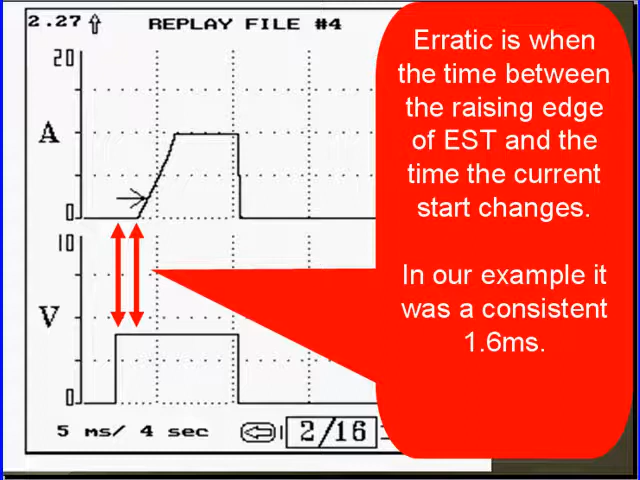 2.27 REPLAY FILE #4
20
A
0
10
V
0
5 ms/ 4 sec 2/16
Erratic is when
the time between
the raising edge
of EST and the
time the current
start changes.
In our example it
was a consistent
1.6ms.